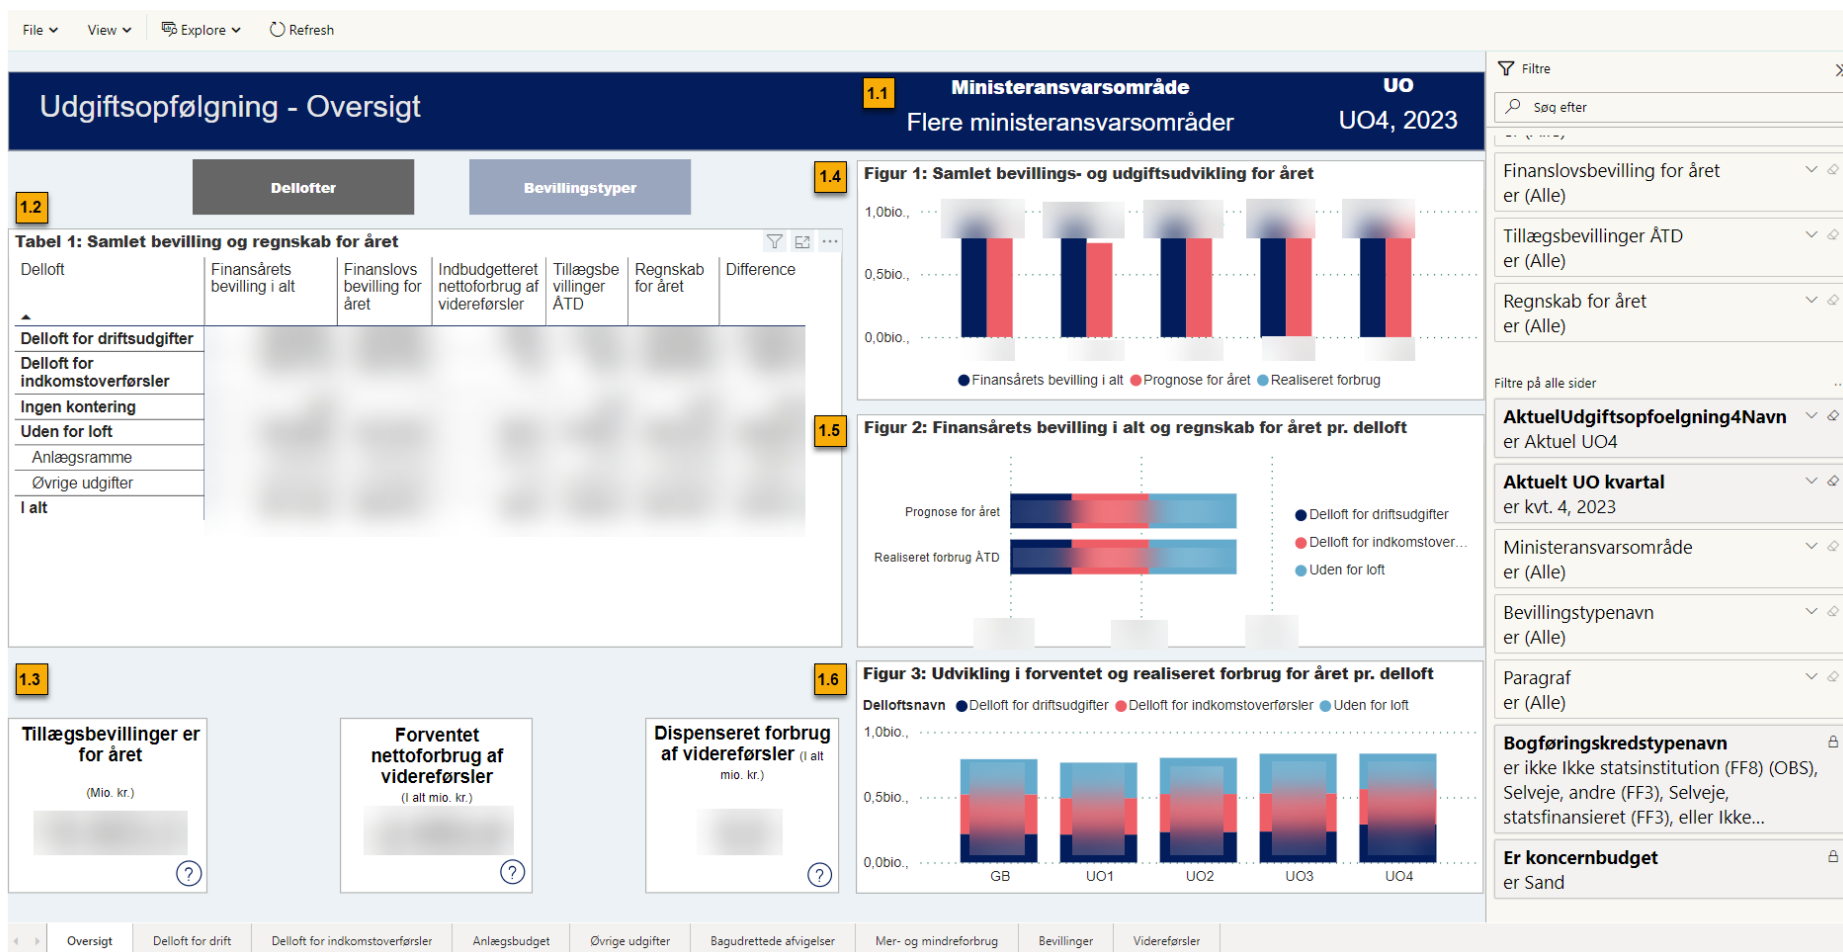 File View Explore Refresh
Udgiftsopfølgning - Oversigt
1.1
Ministeransvarsområde
Flere ministeransvarsområder
UO
UO4, 2023
Dellofter
Bevillingstyper
1.2
Tabel 1: Samlet bevilling og regnskab for året
Delloft
Finansårets
bevilling i alt
Finanslovs
bevilling for
året
Indbudgetteret
nettoforbrug af
videreførsler
Tillægsbe
villinger
ÅTD
Regnskab
for året
Difference
Delloft for driftsudgifter
Delloft for
indkomstoverførsler
Ingen kontering
Uden for loft
Anlægsramme
Øvrige udgifter
I alt
1.3
Tillægsbevillinger er
for året
(Mio. kr.)
?
Forventet
nettoforbrug af
videreførsler
(I alt mio. kr.)
?
Dispenseret forbrug
af videreførsler (I alt
mio. kr.)
?
1.4
Figur 1: Samlet bevillings- og udgiftsudvikling for året
1,0bio.,
0,5bio.,
0,0bio.,
Finansårets bevilling i alt Prognose for året Realiseret forbrug
1.5
Figur 2: Finansårets bevilling i alt og regnskab for året pr. delloft
Prognose for året
Realiseret forbrug ÅTD
Delloft for driftsudgifter
Delloft for indkomstover...
Uden for loft
1.6
Figur 3: Udvikling i forventet og realiseret forbrug for året pr. delloft
Delloftsnavn Delloft for driftsudgifter Delloft for indkomstoverførsler Uden for loft
1,0bio.,
0,5bio.,
0,0bio.,
GB UO1 UO2 UO3 UO4
Filtre
Søg efter
Finanslovsbevilling for året
er (Alle)
Tillægsbevillinger ÅTD
er (Alle)
Regnskab for året
er (Alle)
Filtre på alle sider
AktuelUdgiftsopfoelgning4Navn
er Aktuel UO4
Aktuelt UO kvartal
er kvt. 4, 2023
Ministeransvarsområde
er (Alle)
Bevillingstypenavn
er (Alle)
Paragraf
er (Alle)
Bogføringskredstypenavn
er ikke Ikke statsinstitution (FF8) (OBS),
Selveje, andre (FF3), Selveje,
statsfinansieret (FF3), eller Ikke...
Er koncernbudget
er Sand
Oversigt Delloft for drift Delloft for indkomstoverførsler Anlægsbudget Øvrige udgifter Bagudrettede afvigelser Mer- og mindreforbrug Bevillinger Videreførsler